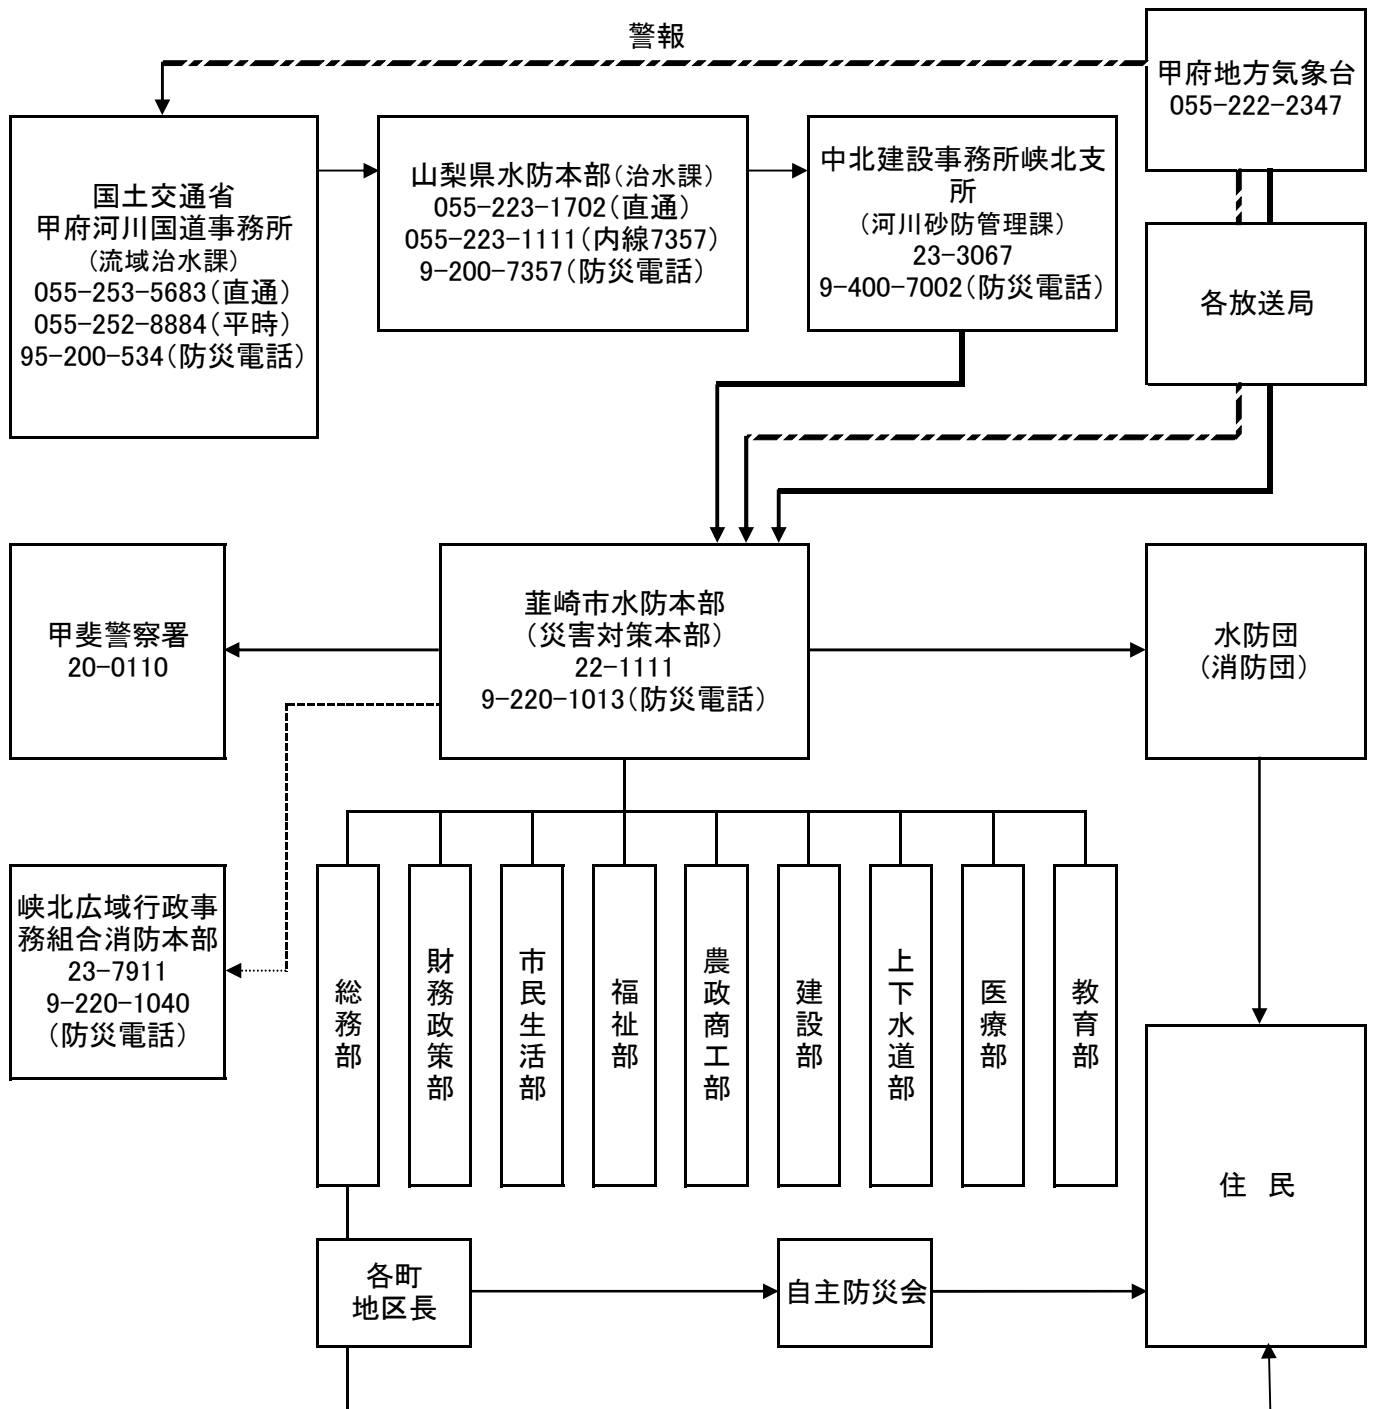 警報
甲府地方気象台
055-222-2347
国土交通省
甲府河川国道事務所
(流域治水課)
055-253-5683(直通)
055-252-8884(平時)
95-200-534(防災電話)
山梨県水防本部(治水課)
055-223-1702(直通)
055-223-1111(内線7357)
9-200-7357(防災電話)
中北建設事務所峡北支
所
(河川砂防管理課)
23-3067
9-400-7002(防災電話)
各放送局
甲斐警察署
20-0110
韮崎市水防本部
(災害対策本部)
22-1111
9-220-1013(防災電話)
水防団
(消防団)
峡北広域行政事
務組合消防本部
23-7911
9-220-1040
(防災電話)
総務部
財務政策部
市民生活部
福祉部
農政商工部
建設部
上下水道部
医療部
教育部
住 民
各町
地区長
自主防災会